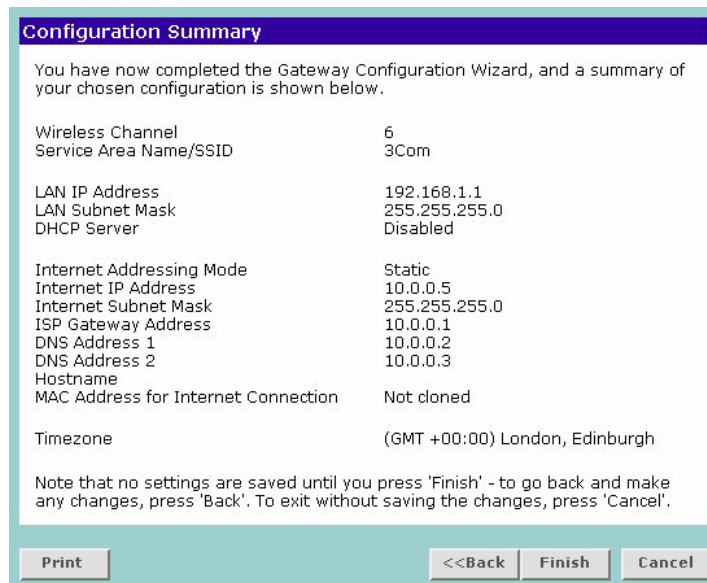 Configuration Summary
You have now completed the Gateway Configuration Wizard, and a summary of
your chosen configuration is shown below.
Wireless Channel 6
Service Area Name/SSID 3Com
LAN IP Address 192.168.1.1
LAN Subnet Mask 255.255.255.0
DHCP Server Disabled
Internet Addressing Mode Static
Internet IP Address 10.0.0.5
Internet Subnet Mask 255.255.255.0
ISP Gateway Address 10.0.0.1
DNS Address 1 10.0.0.2
DNS Address 2 10.0.0.3
Hostname
MAC Address for Internet Connection Not cloned
Timezone (GMT +00:00) London, Edinburgh
Note that no settings are saved until you press 'Finish' - to go back and make
any changes, press 'Back'. To exit without saving the changes, press 'Cancel'.
Print <<Back Finish Cancel